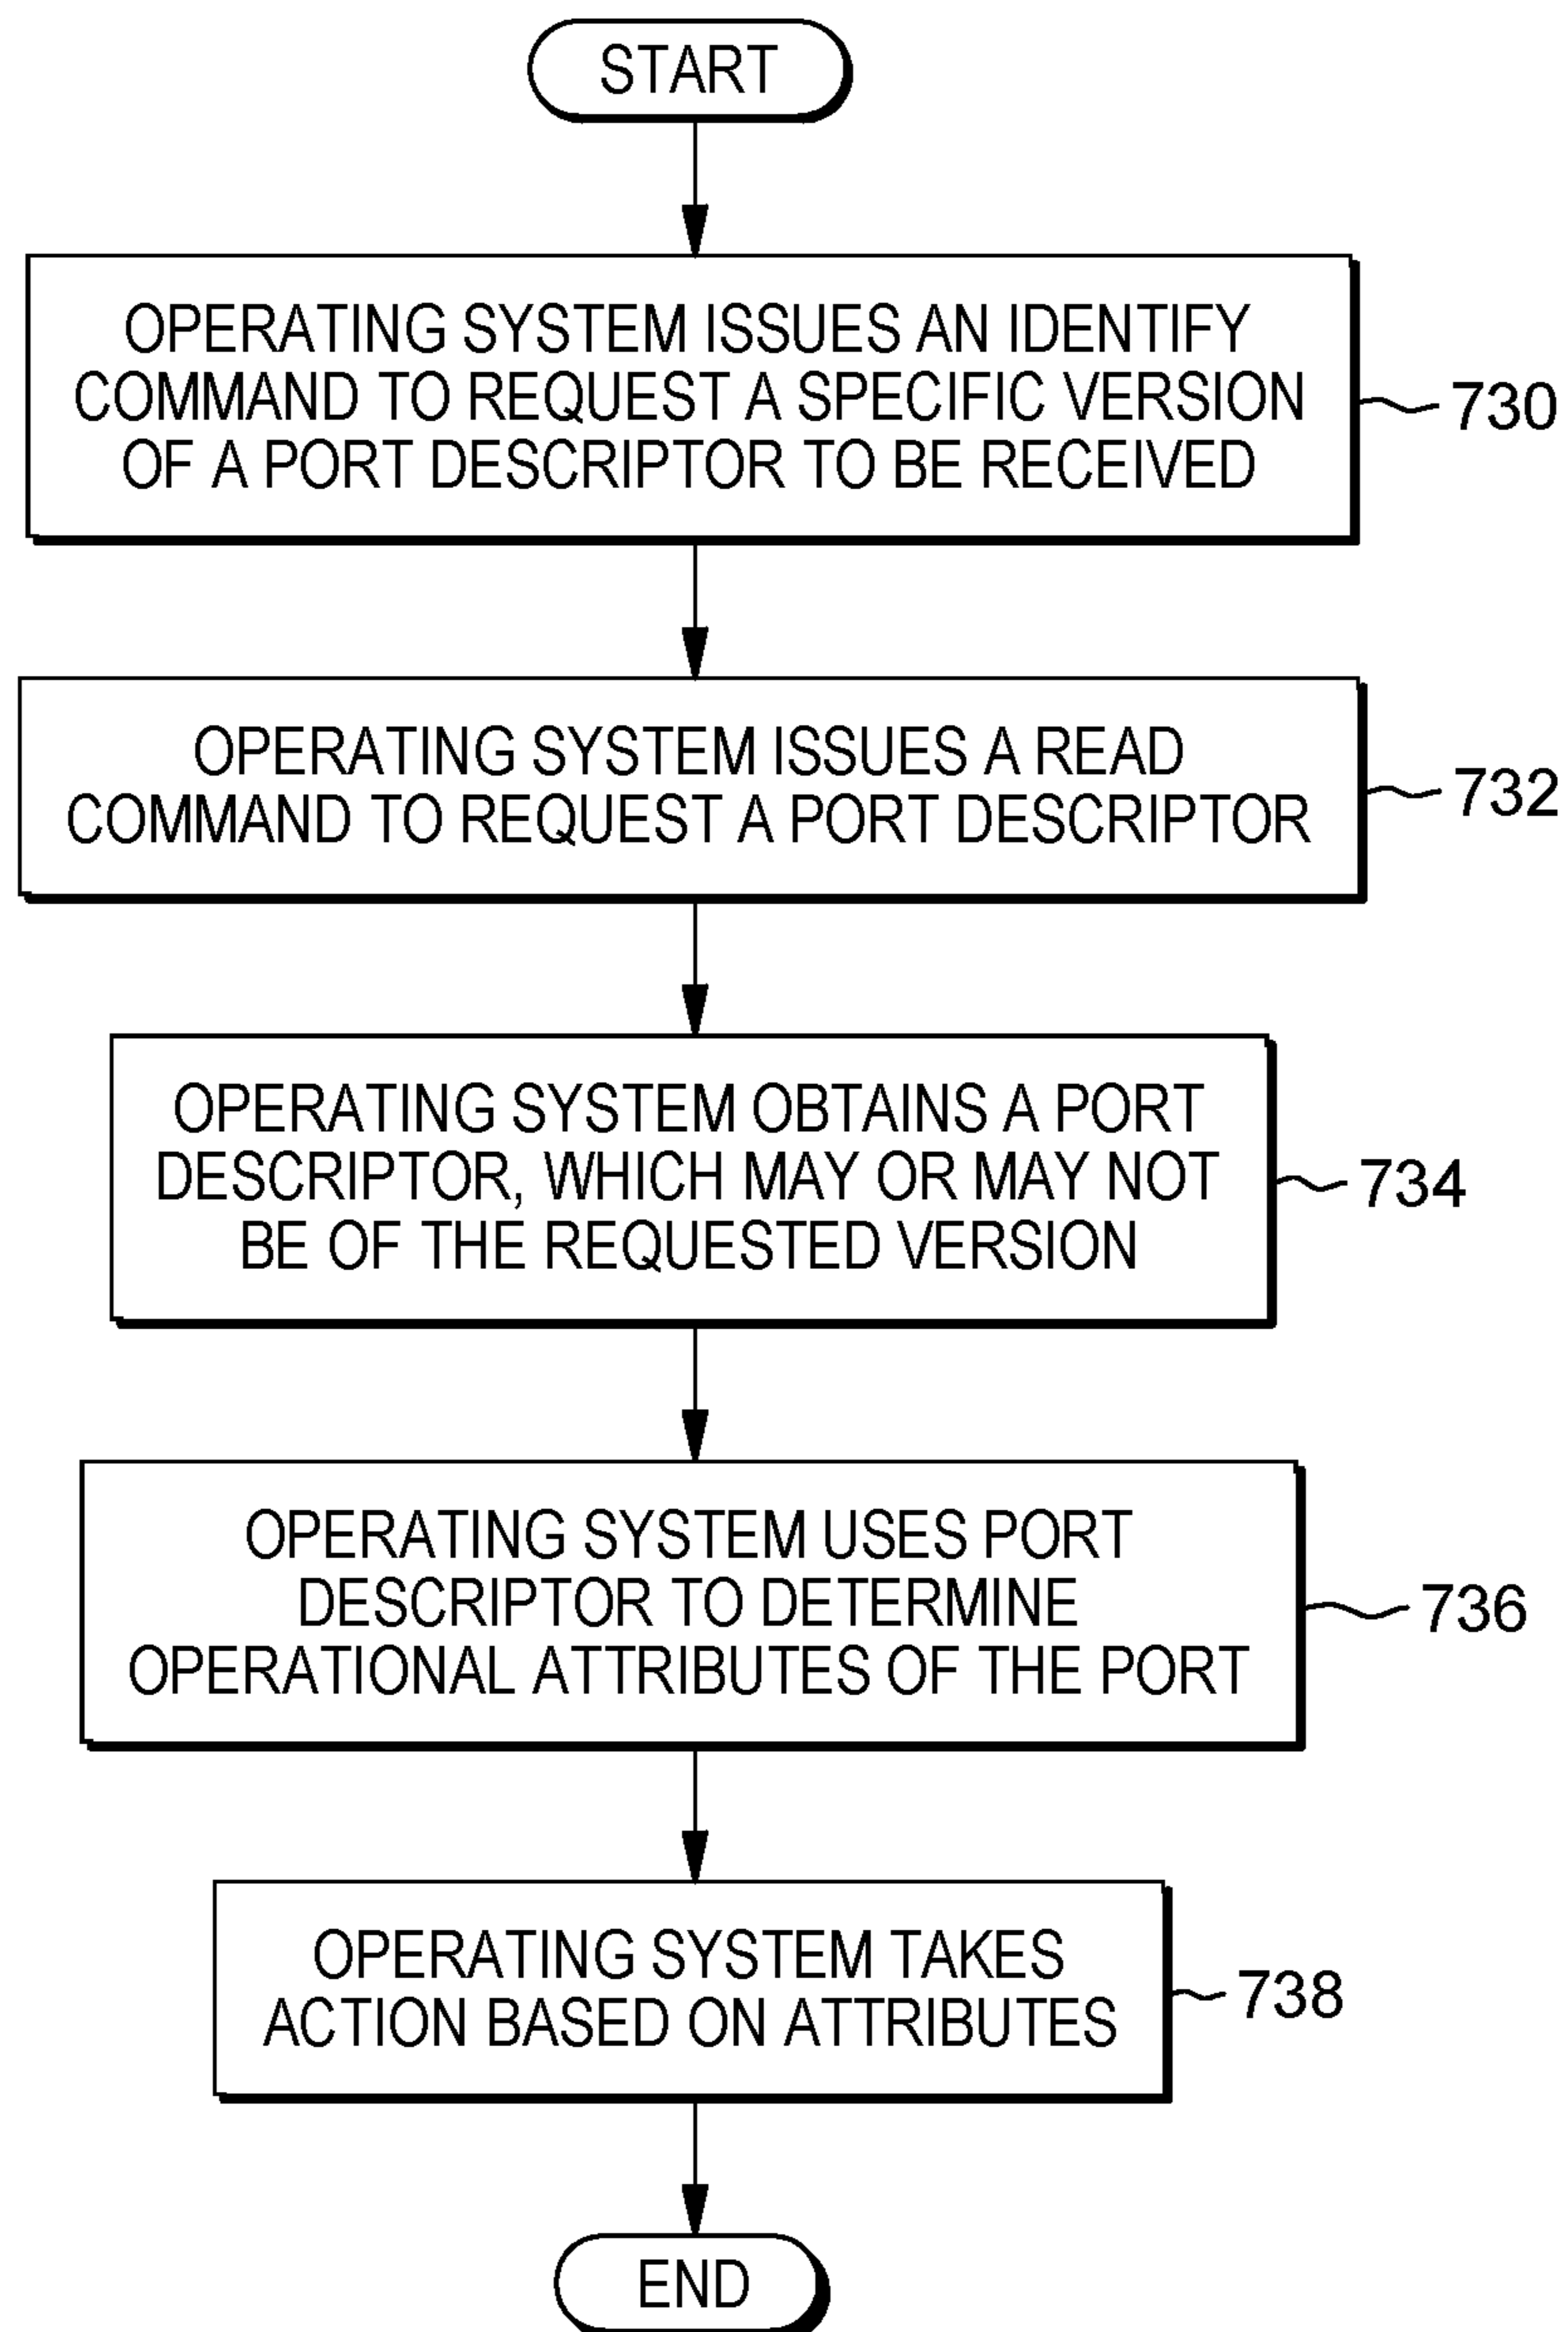 START
OPERATING SYSTEM ISSUES AN IDENTIFY
COMMAND TO REQUEST A SPECIFIC VERSION
OF A PORT DESCRIPTOR TO BE RECEIVED
730
OPERATING SYSTEM ISSUES A READ
COMMAND TO REQUEST A PORT DESCRIPTOR
732
OPERATING SYSTEM OBTAINS A PORT
DESCRIPTOR, WHICH MAY OR MAY NOT
BE OF THE REQUESTED VERSION
734
OPERATING SYSTEM USES PORT
DESCRIPTOR TO DETERMINE
OPERATIONAL ATTRIBUTES OF THE PORT
736
OPERATING SYSTEM TAKES
ACTION BASED ON ATTRIBUTES
738
END